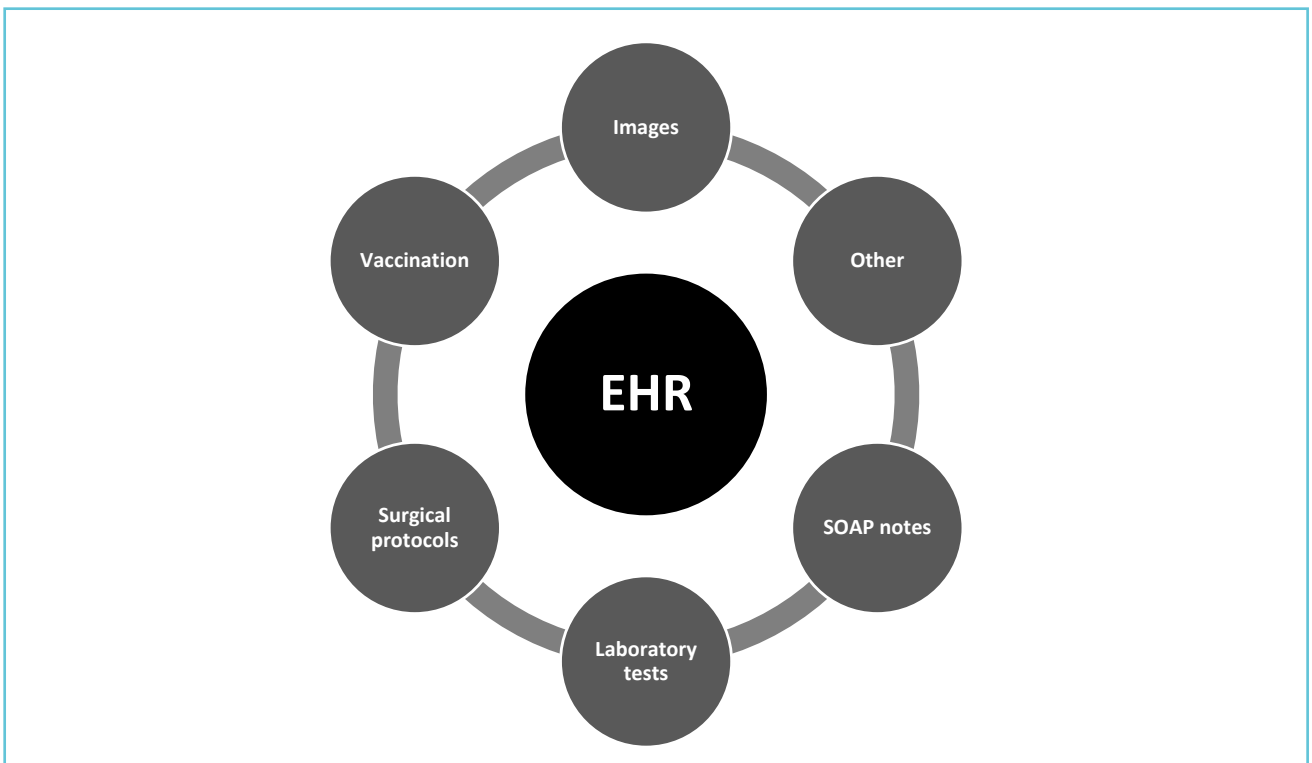 Images
Other
Vaccination
EHR
SOAP notes
Surgical
protocols
Laboratory
tests